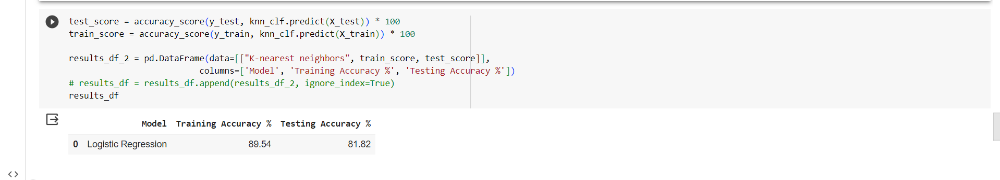 test_score = accuracy_score(y_test, knn_clf.predict(X_test)) * 100
train_score = accuracy_score(y_train, knn_clf.predict(X_train)) * 100
results_df_2 = pd.DataFrame(data=[["K-nearest neighbors", train_score, test_score]],
columns=['Model', 'Training Accuracy %', 'Testing Accuracy %'])
# results_df = results_df.append(results_df_2, ignore_index=True)
results_df
Model Training Accuracy % Testing Accuracy %
0 Logistic Regression 89.54 81.82